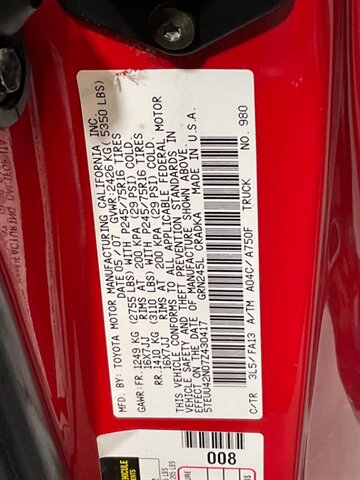 MFD. BY: TOYOTA MOTOR MANUFACTURING CALIFORNIA INC.
DATE 05/07 GVWR 2426 KG (5350 LBS)
GAWR:FR. 1249 KG (2755 LBS) WITH P245/75R16 TIRES
16X7JJ RIMS AT 200 KPA (29 PSI) COLD.
RR. 1410 KG (3110 LBS) WITH P245/75R16 TIRES
16X7JJ RIMS AT 200 KPA (29 PSI) COLD.
THIS VEHICLE CONFORMS TO ALL APPLICABLE FEDERAL MOTOR
VEHICLE SAFETY AND THEFT PREVENTION STANDARDS IN
EFFECT ON THE DATE OF MANUFACTURE SHOWN ABOVE.
5TEUU42N07Z430417 GRN245L CRADKA MADE IN U.S.A.
TRUCK NO. 980
C/TR 3L5/FA13 A/TM A04C/A750F
008